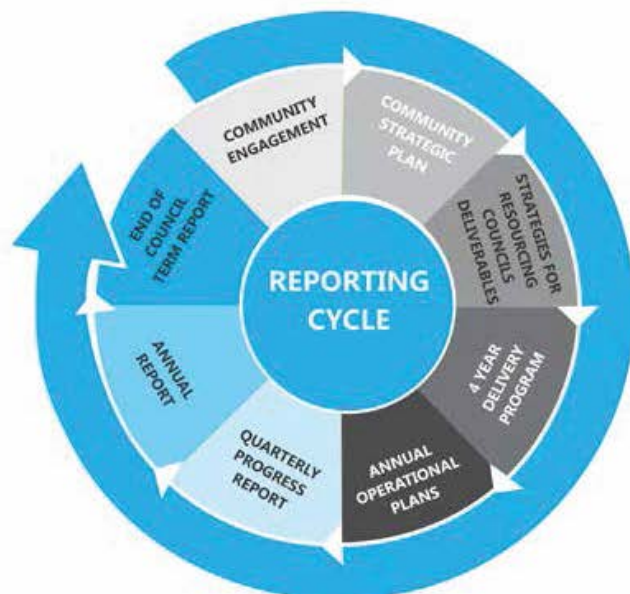 COMMUNITY
ENGAGEMENT
COMMUNITY
STRATEGIC
PLAN
STRATEGIES FOR
RESOURCING
COUNCILS
DELIVERABLES
4 YEAR
DELIVERY
PROGRAM
ANNUAL
OPERATIONAL
PLANS
QUARTERLY
PROGRESS
REPORT
ANNUAL
REPORT
END OF
COUNCIL
TERM REPORT
REPORTING
CYCLE